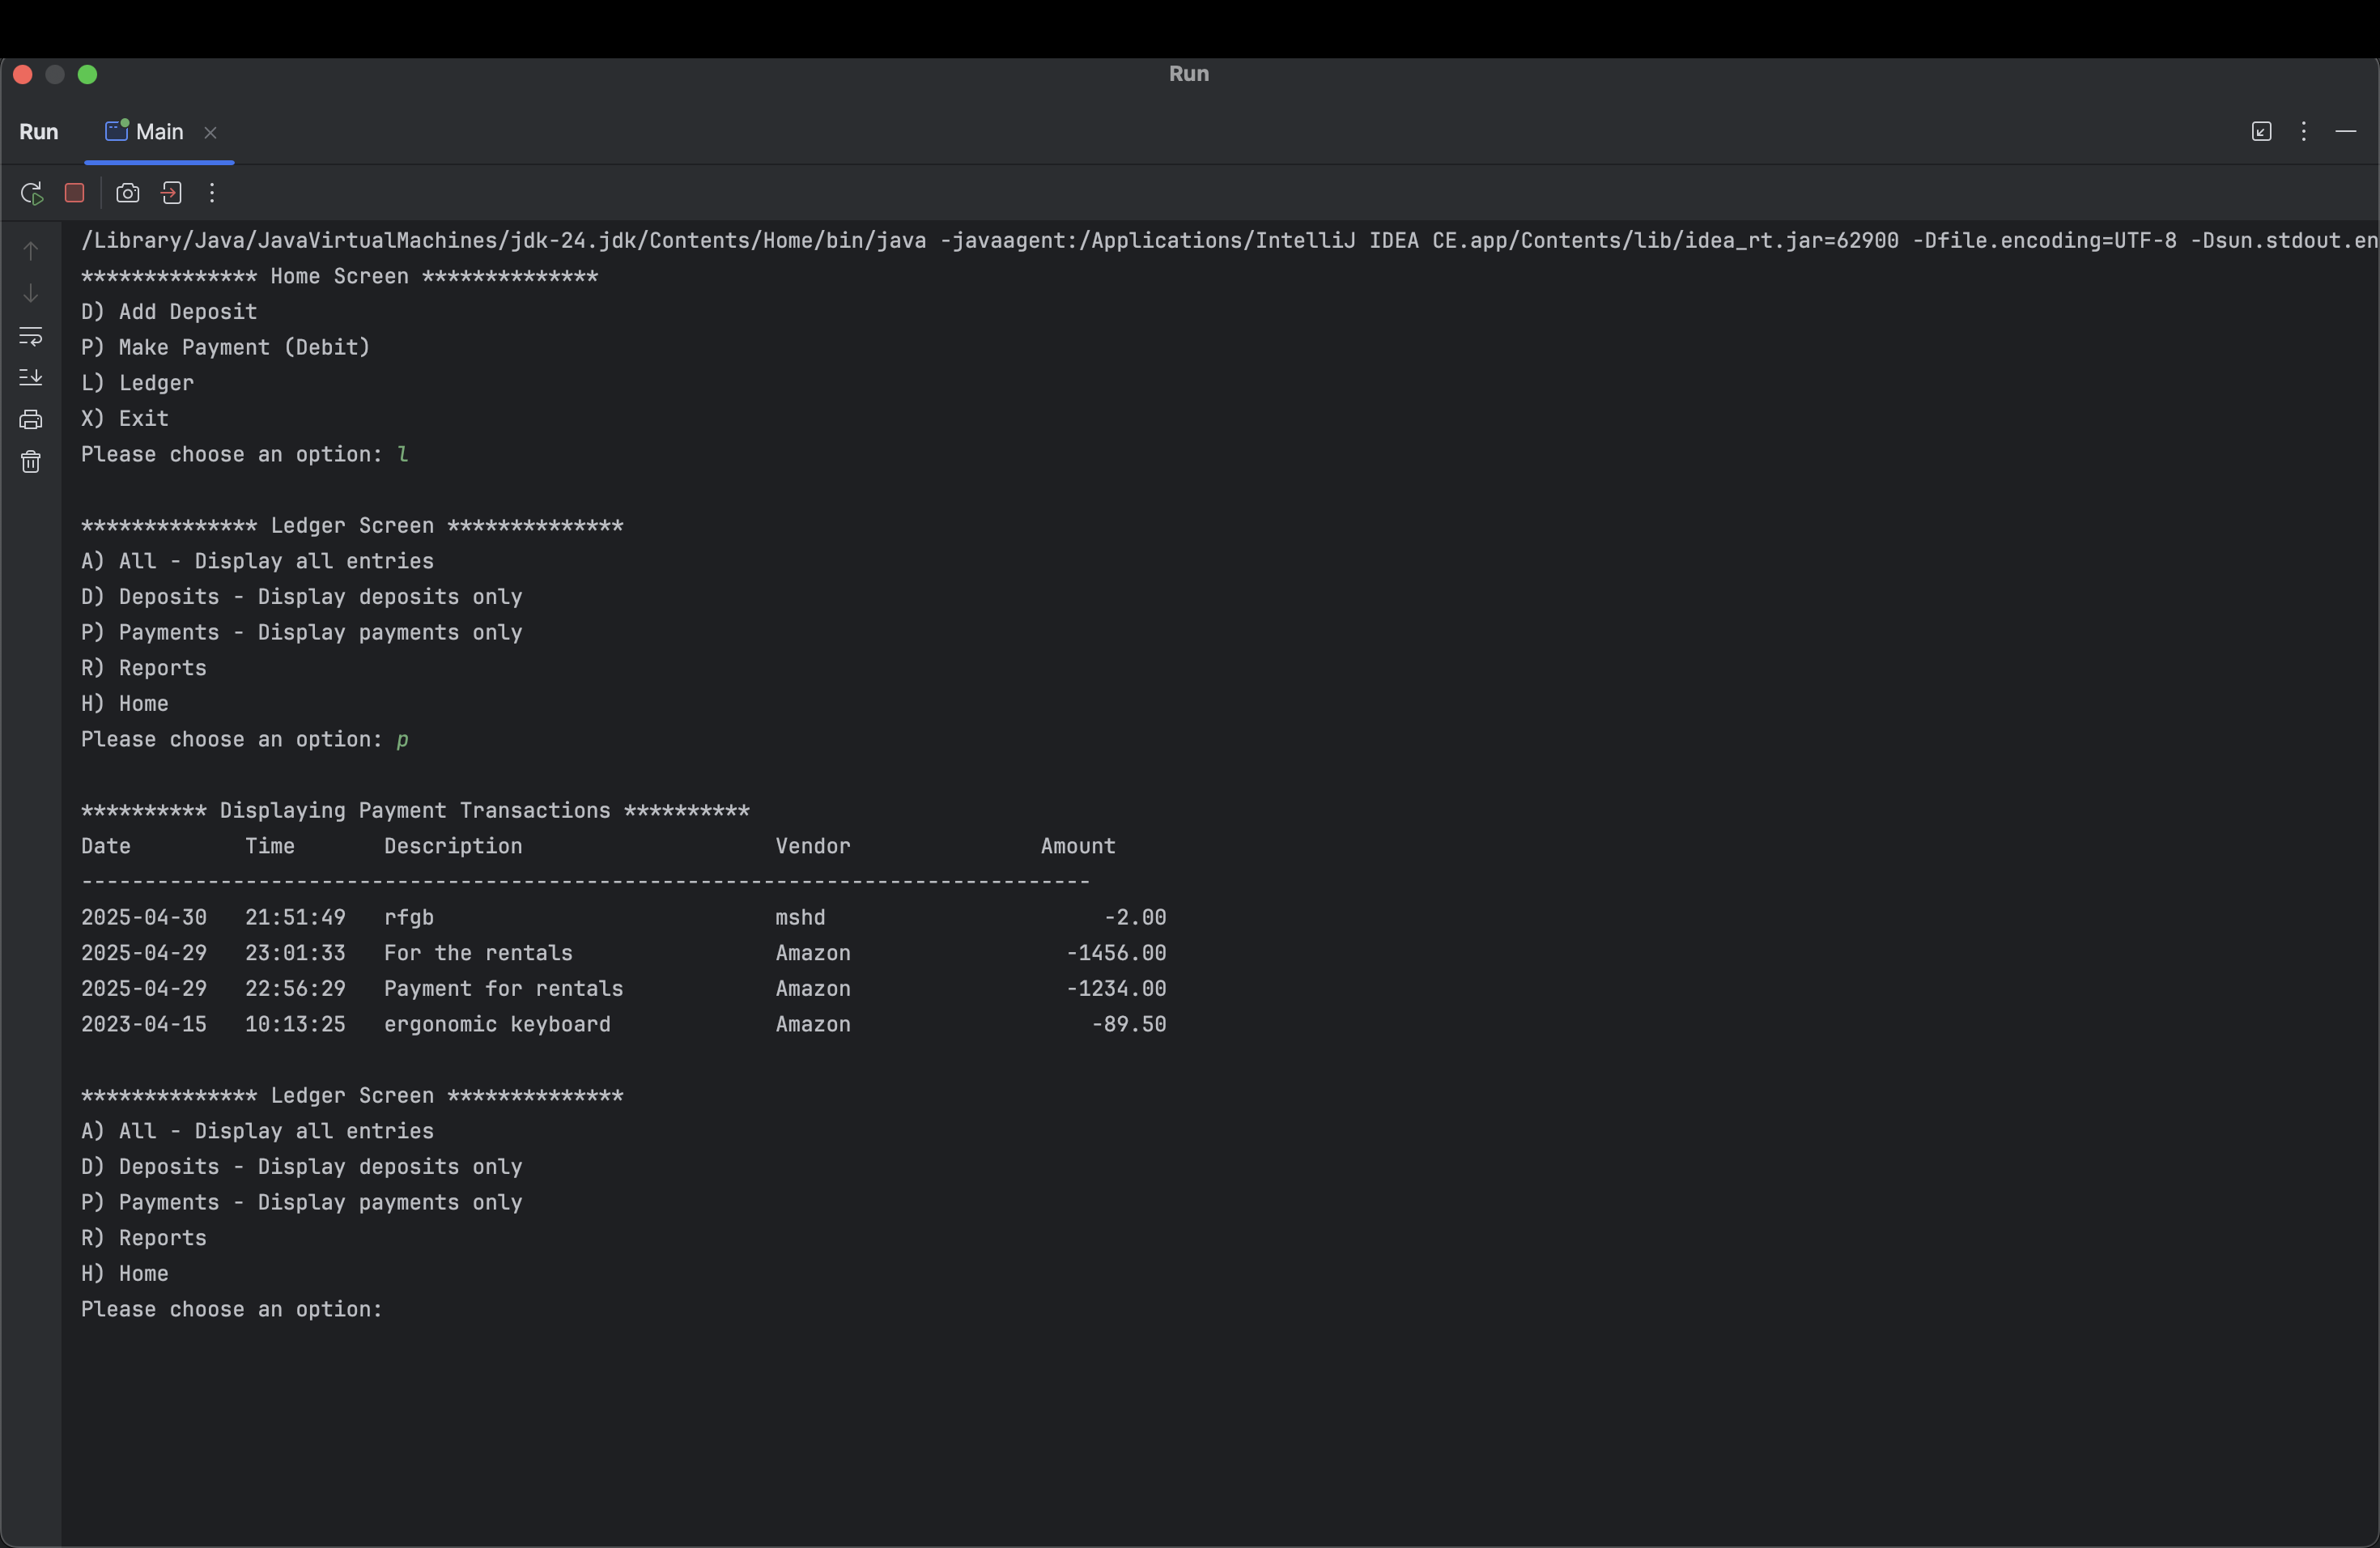 Run
Run Main
/Library/Java/JavaVirtualMachines/jdk-24.jdk/Contents/Home/bin/java -javaagent:/Applications/IntelliJ IDEA CE.app/Contents/lib/idea_rt.jar=62900 -Dfile.encoding=UTF-8 -Dsun.stdout.en
************** Home Screen **************
D) Add Deposit
P) Make Payment (Debit)
L) Ledger
X) Exit
Please choose an option: l
************** Ledger Screen **************
A) All - Display all entries
D) Deposits - Display deposits only
P) Payments - Display payments only
R) Reports
H) Home
Please choose an option: p
********** Displaying Payment Transactions **********
Date         Time       Description                    Vendor               Amount
--------------------------------------------------------------------------------
2025-04-30   21:51:49   rfgb                           mshd                      -2.00
2025-04-29   23:01:33   For the rentals                Amazon                 -1456.00
2025-04-29   22:56:29   Payment for rentals            Amazon                 -1234.00
2023-04-15   10:13:25   ergonomic keyboard             Amazon                   -89.50
************** Ledger Screen **************
A) All - Display all entries
D) Deposits - Display deposits only
P) Payments - Display payments only
R) Reports
H) Home
Please choose an option: